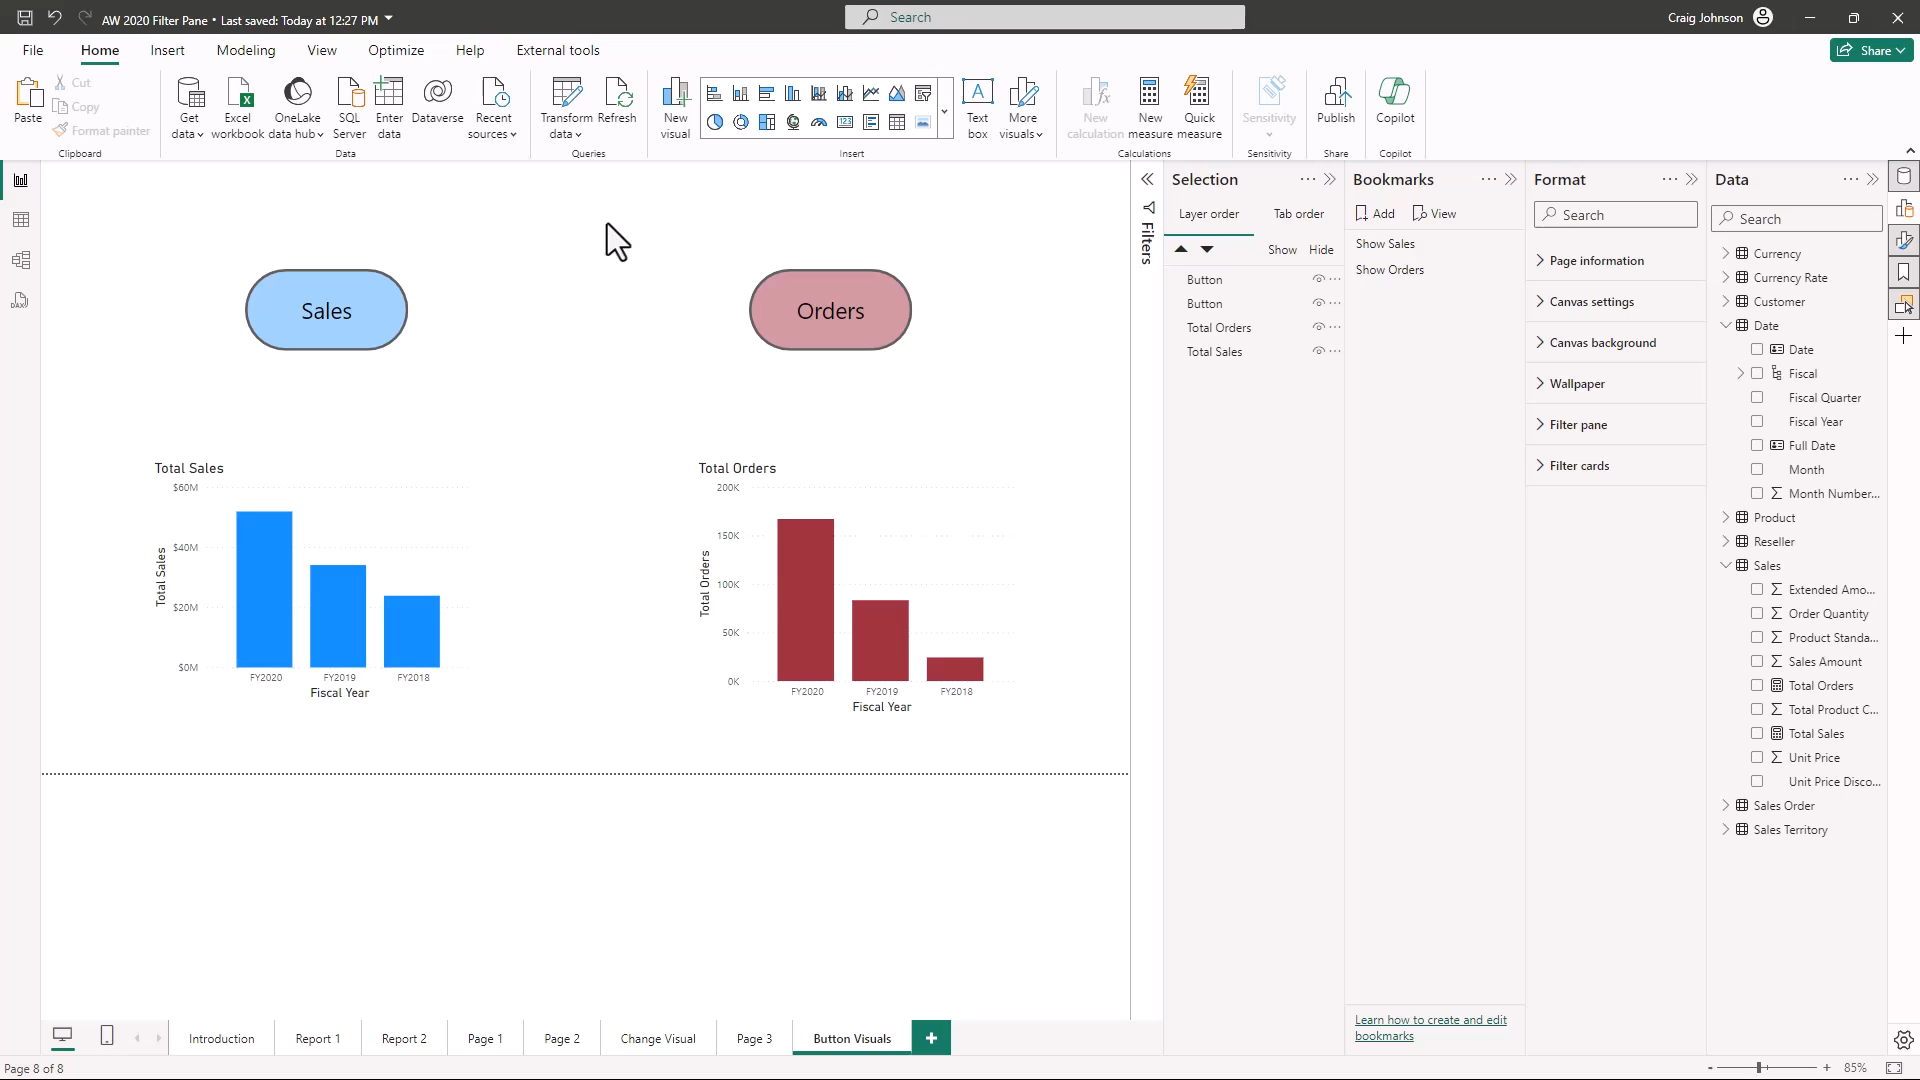 AW 2020 Filter Pane • Last saved: Today at 12:27 PM
Search
Craig Johnson
File
Home
Insert
Modeling
View
Optimize
Help
External tools
Share
Paste
Cut
Copy
Format painter
Clipboard
Get
data
Excel
workbook
OneLake
data hub
SQL
Server
Enter
data
Dataverse
Recent
sources
Data
Transform
data
Refresh
Queries
New
visual
Text
box
More
visuals
Insert
New
calculation
New
measure
Quick
measure
Calculations
Sensitivity
Sensitivity
Publish
Share
Copilot
Copilot
Sales
Orders
Total Sales
$60M
$40M
$20M
$0M
Total Sales
FY2020
FY2019
FY2018
Fiscal Year
Total Orders
200K
150K
100K
50K
0K
Total Orders
FY2020
FY2019
FY2018
Fiscal Year
Filters
Selection
Layer order
Tab order
Show
Hide
Button
Button
Total Orders
Total Sales
Bookmarks
Add
View
Show Sales
Show Orders
Learn how to create and edit
bookmarks
Format
Search
Page information
Canvas settings
Canvas background
Wallpaper
Filter pane
Filter cards
Data
Search
Currency
Currency Rate
Customer
Date
Date
Fiscal
Fiscal Quarter
Fiscal Year
Full Date
Month
Month Number...
Product
Reseller
Sales
Extended Amo...
Order Quantity
Product Standa...
Sales Amount
Total Orders
Total Product C...
Total Sales
Unit Price
Unit Price Disco...
Sales Order
Sales Territory
Introduction
Report 1
Report 2
Page 1
Page 2
Change Visual
Page 3
Button Visuals
Page 8 of 8
85%